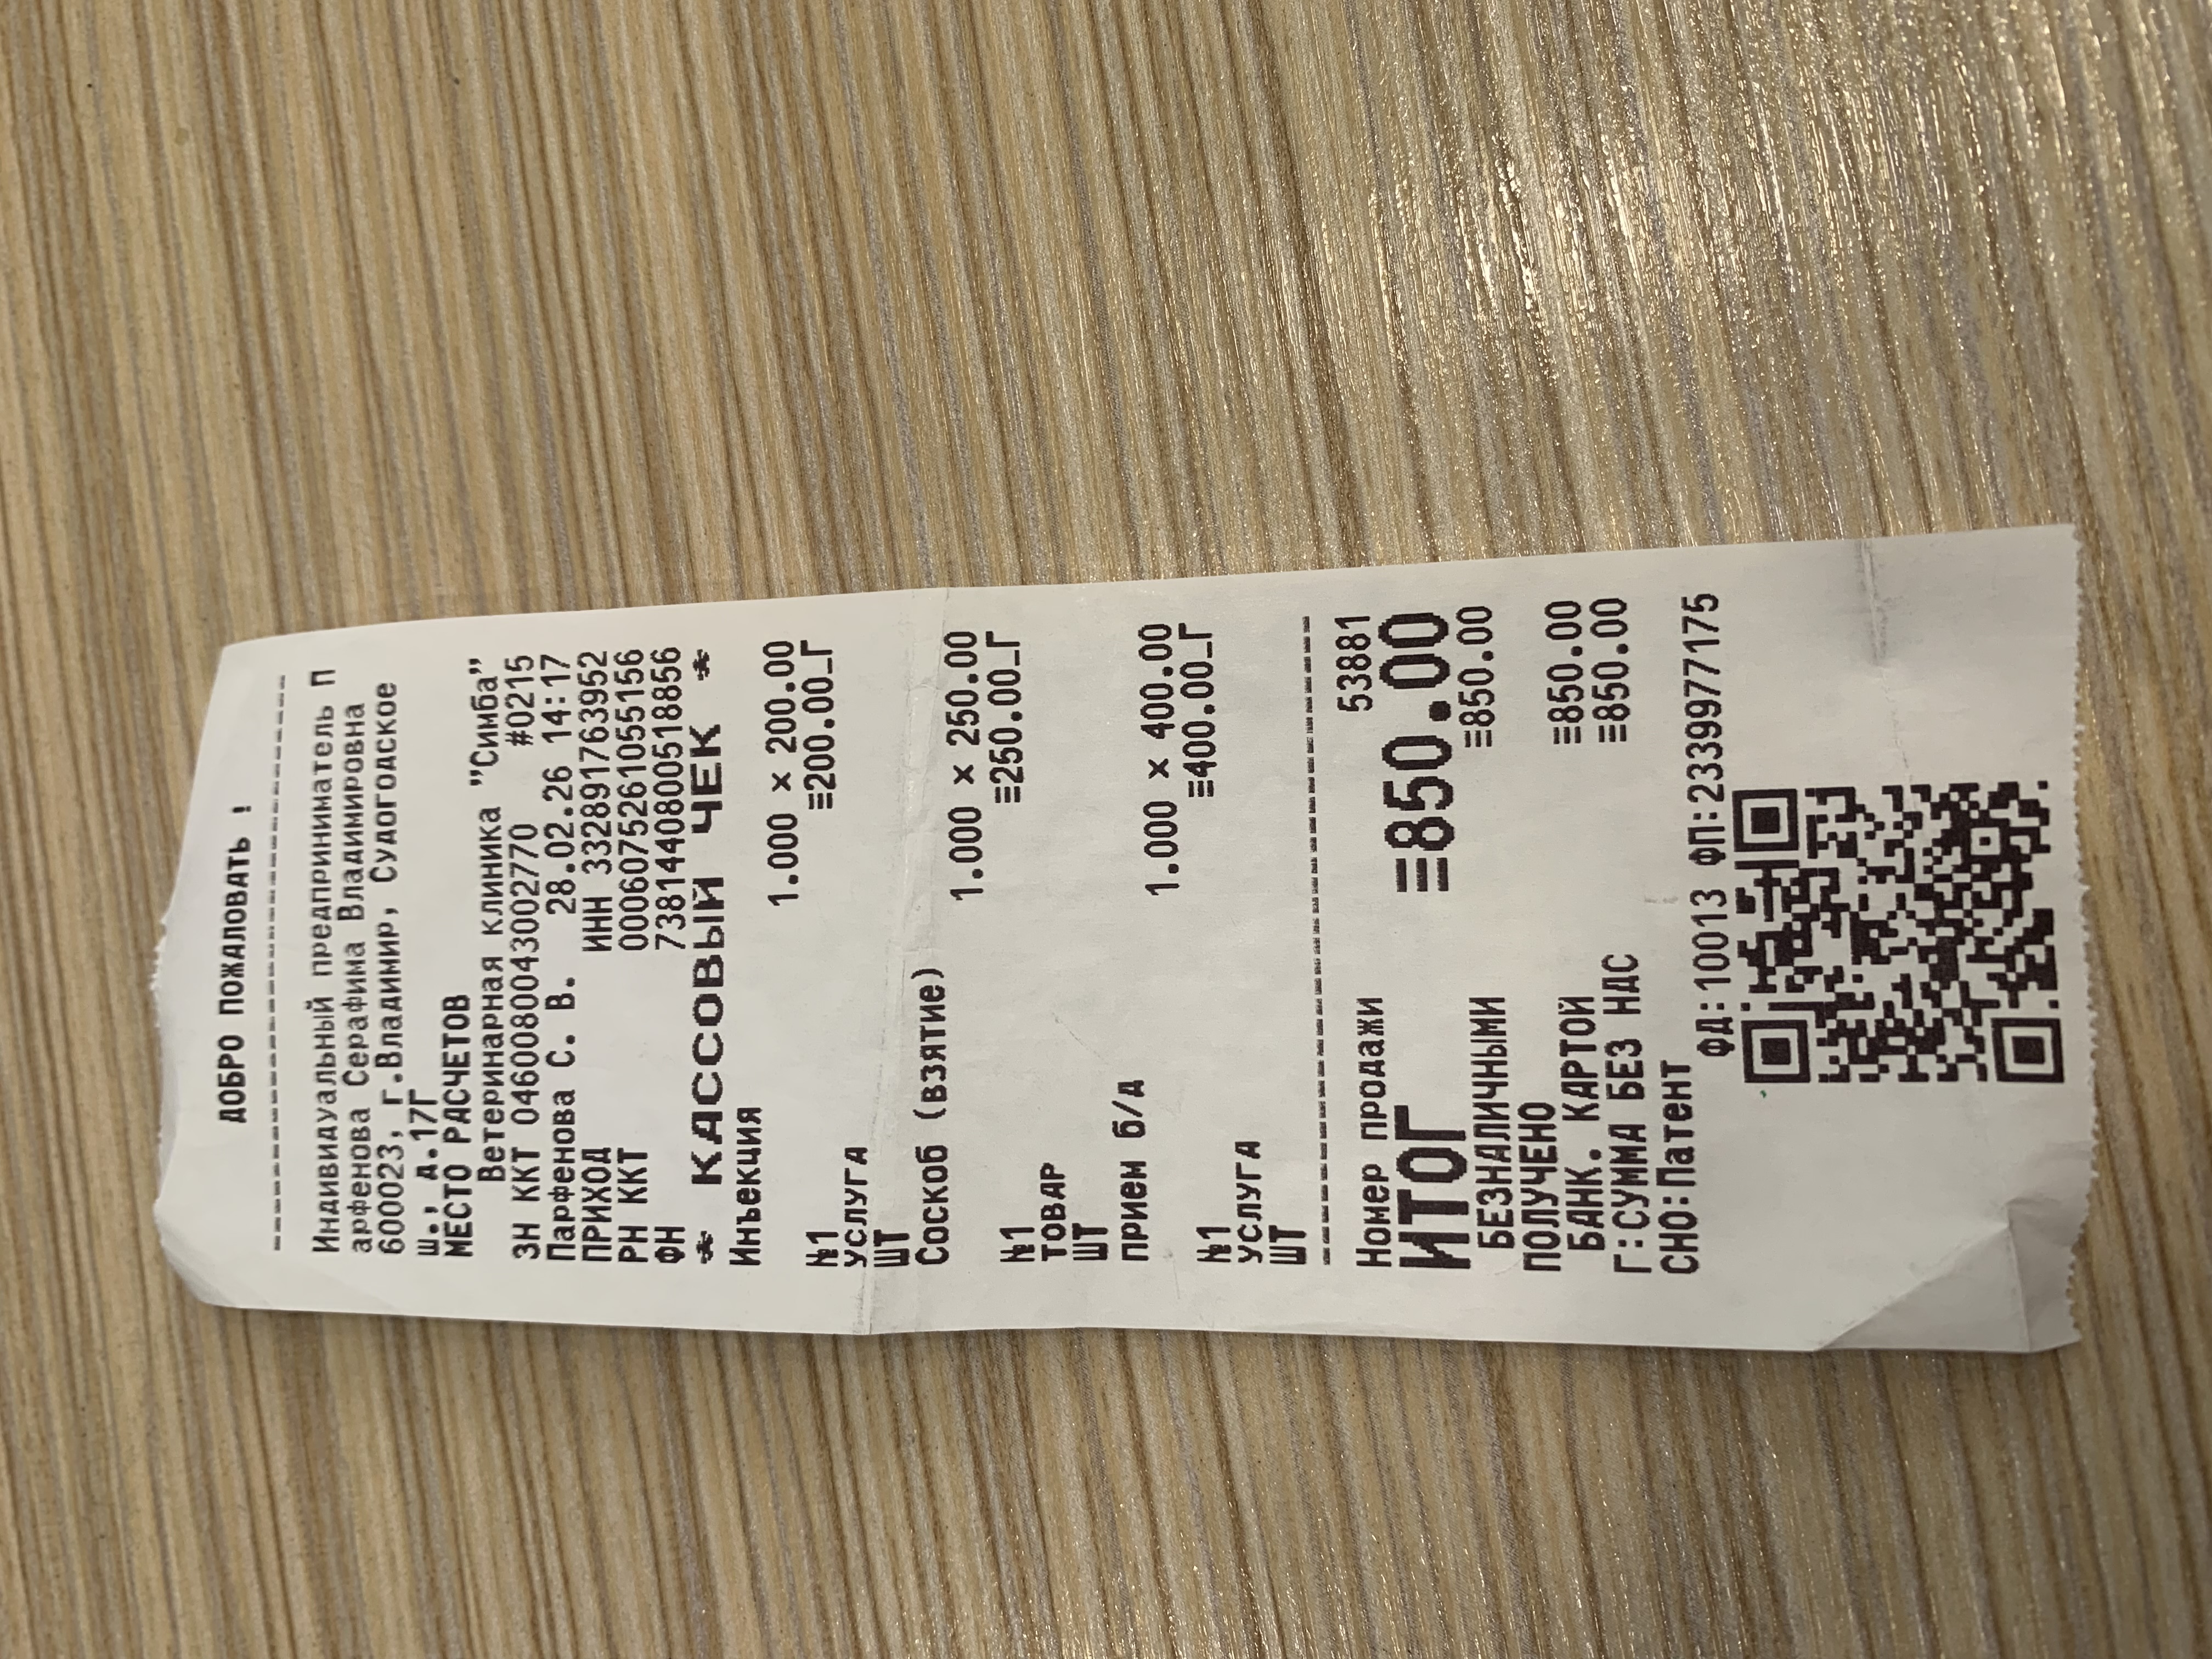 ДОБРО ПОЖАЛОВАТЬ !
Индивидуальный предприниматель П
арфенова Серафима Владимировна
600023, г.Владимир, Судогодское
ш., д.17Г
МЕСТО РАСЧЕТОВ
Ветеринарная клиника "Симба"
ЗН ККТ 04600800430027​70 #0215
Парфенова С. В. 28.02.26 14:17
ПРИХОД ИНН 332891763952
РН ККТ 0006075261055156
ФН 7381440800518856
* КАССОВЫЙ ЧЕК *
Инъекция
1.000 × 200.00
№1 ≡200.00_Г
УСЛУГА
ШТ
Соскоб (взятие)
1.000 × 250.00
№1 ≡250.00_Г
ТОВАР
ШТ
прием б/д
1.000 × 400.00
№1 ≡400.00_Г
УСЛУГА
ШТ
Номер продажи 53881
ИТОГ ≡850.00
БЕЗНАЛИЧНЫМИ ≡850.00
ПОЛУЧЕНО
БАНК. КАРТОЙ ≡850.00
Г:СУММА БЕЗ НДС ≡850.00
СНО:Патент
ФД:10013 ФП:2339977175